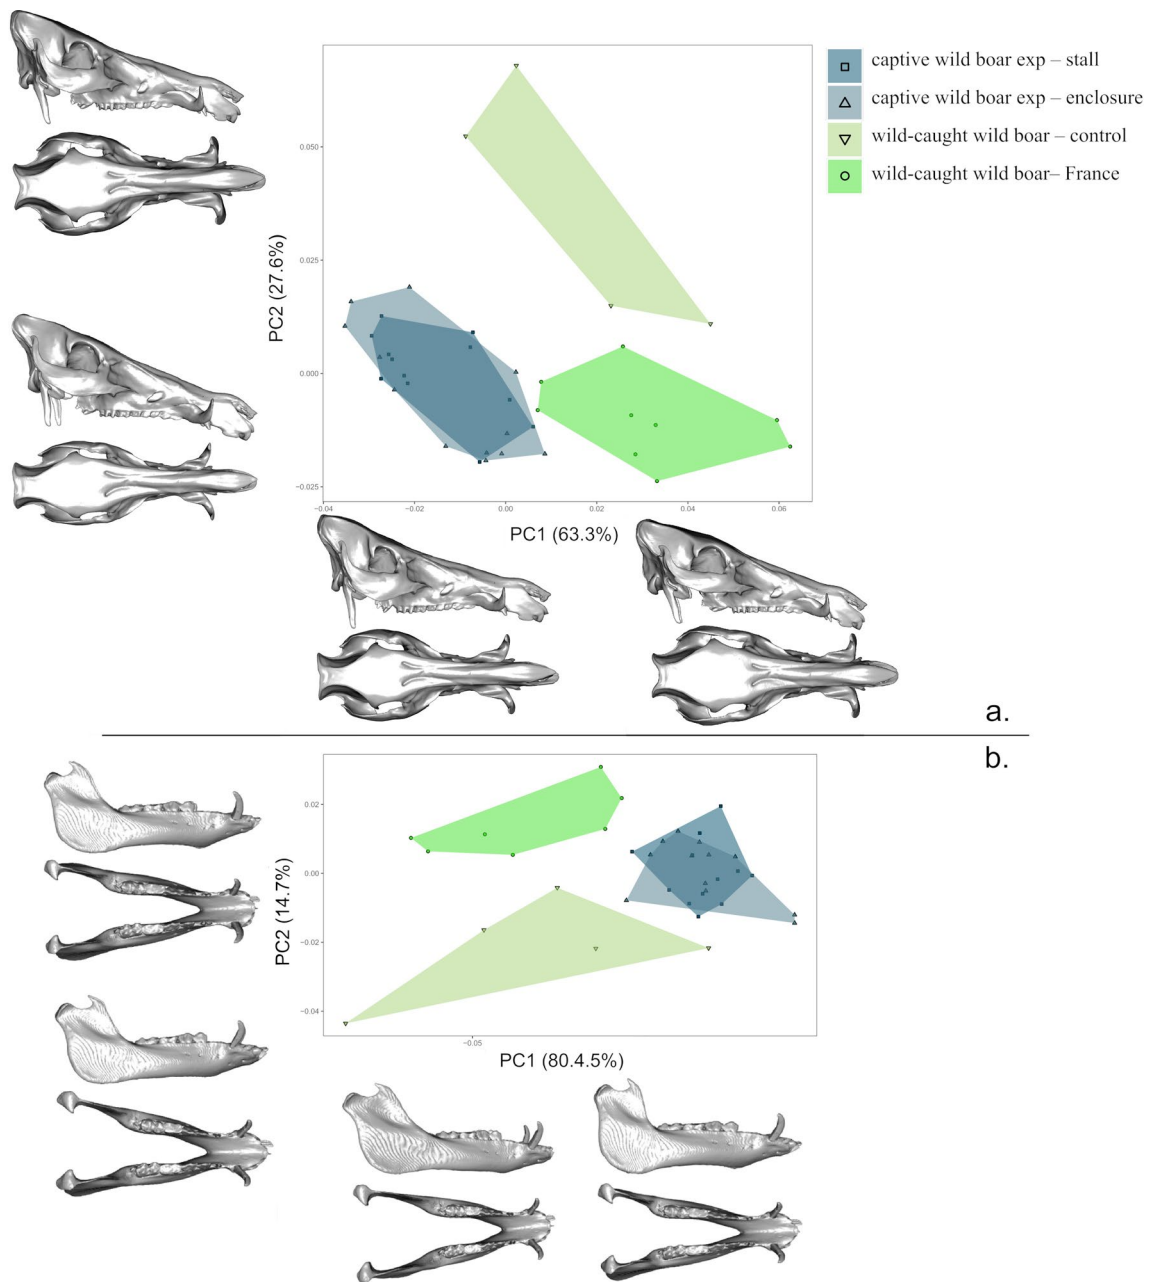 captive wild boar exp – stall
captive wild boar exp – enclosure
wild-caught wild boar – control
wild-caught wild boar– France
PC2 (27.6%)
0.050
0.025
0.000
−0.025
−0.04
−0.02
0.00
0.02
0.04
0.06
PC1 (63.3%)
a.
b.
PC2 (14.7%)
0.02
0.00
−0.02
−0.04
−0.05
PC1 (80.4.5%)